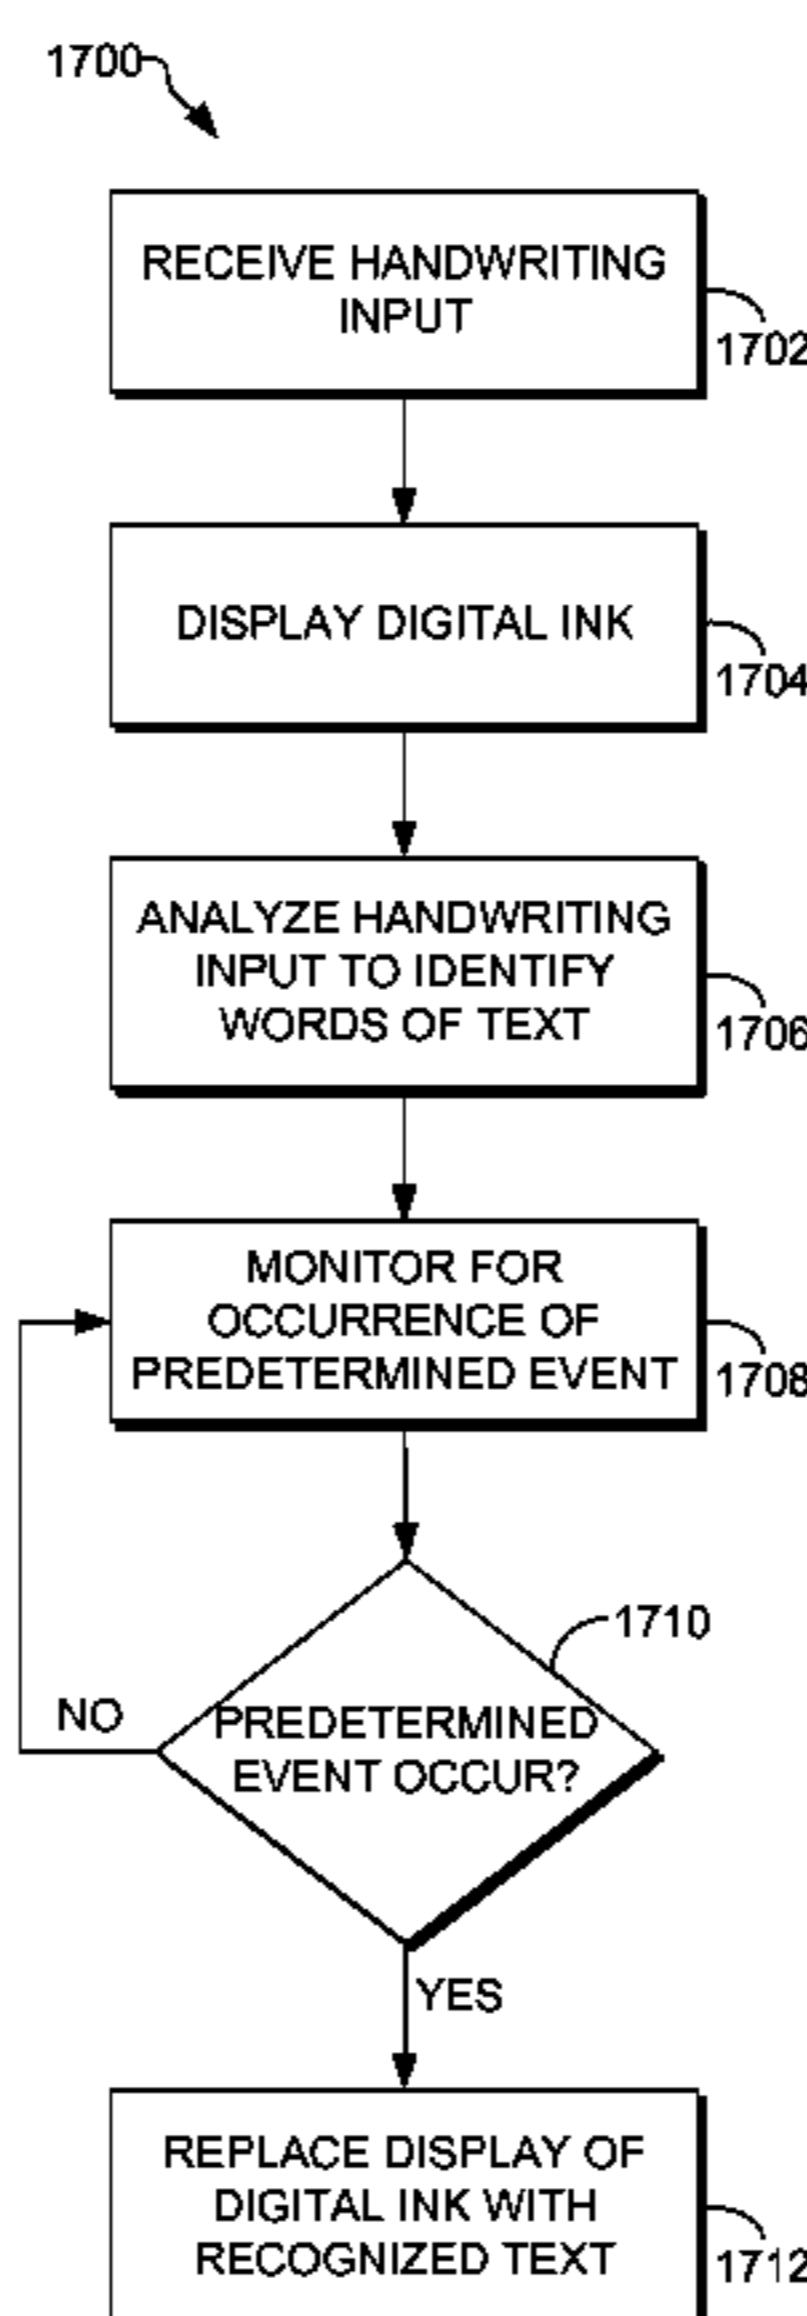 1700
RECEIVE HANDWRITING
INPUT
1702
DISPLAY DIGITAL INK
1704
ANALYZE HANDWRITING
INPUT TO IDENTIFY
WORDS OF TEXT
1706
MONITOR FOR
OCCURRENCE OF
PREDETERMINED EVENT
1708
1710
PREDETERMINED
EVENT OCCUR?
NO
YES
REPLACE DISPLAY OF
DIGITAL INK WITH
RECOGNIZED TEXT
1712